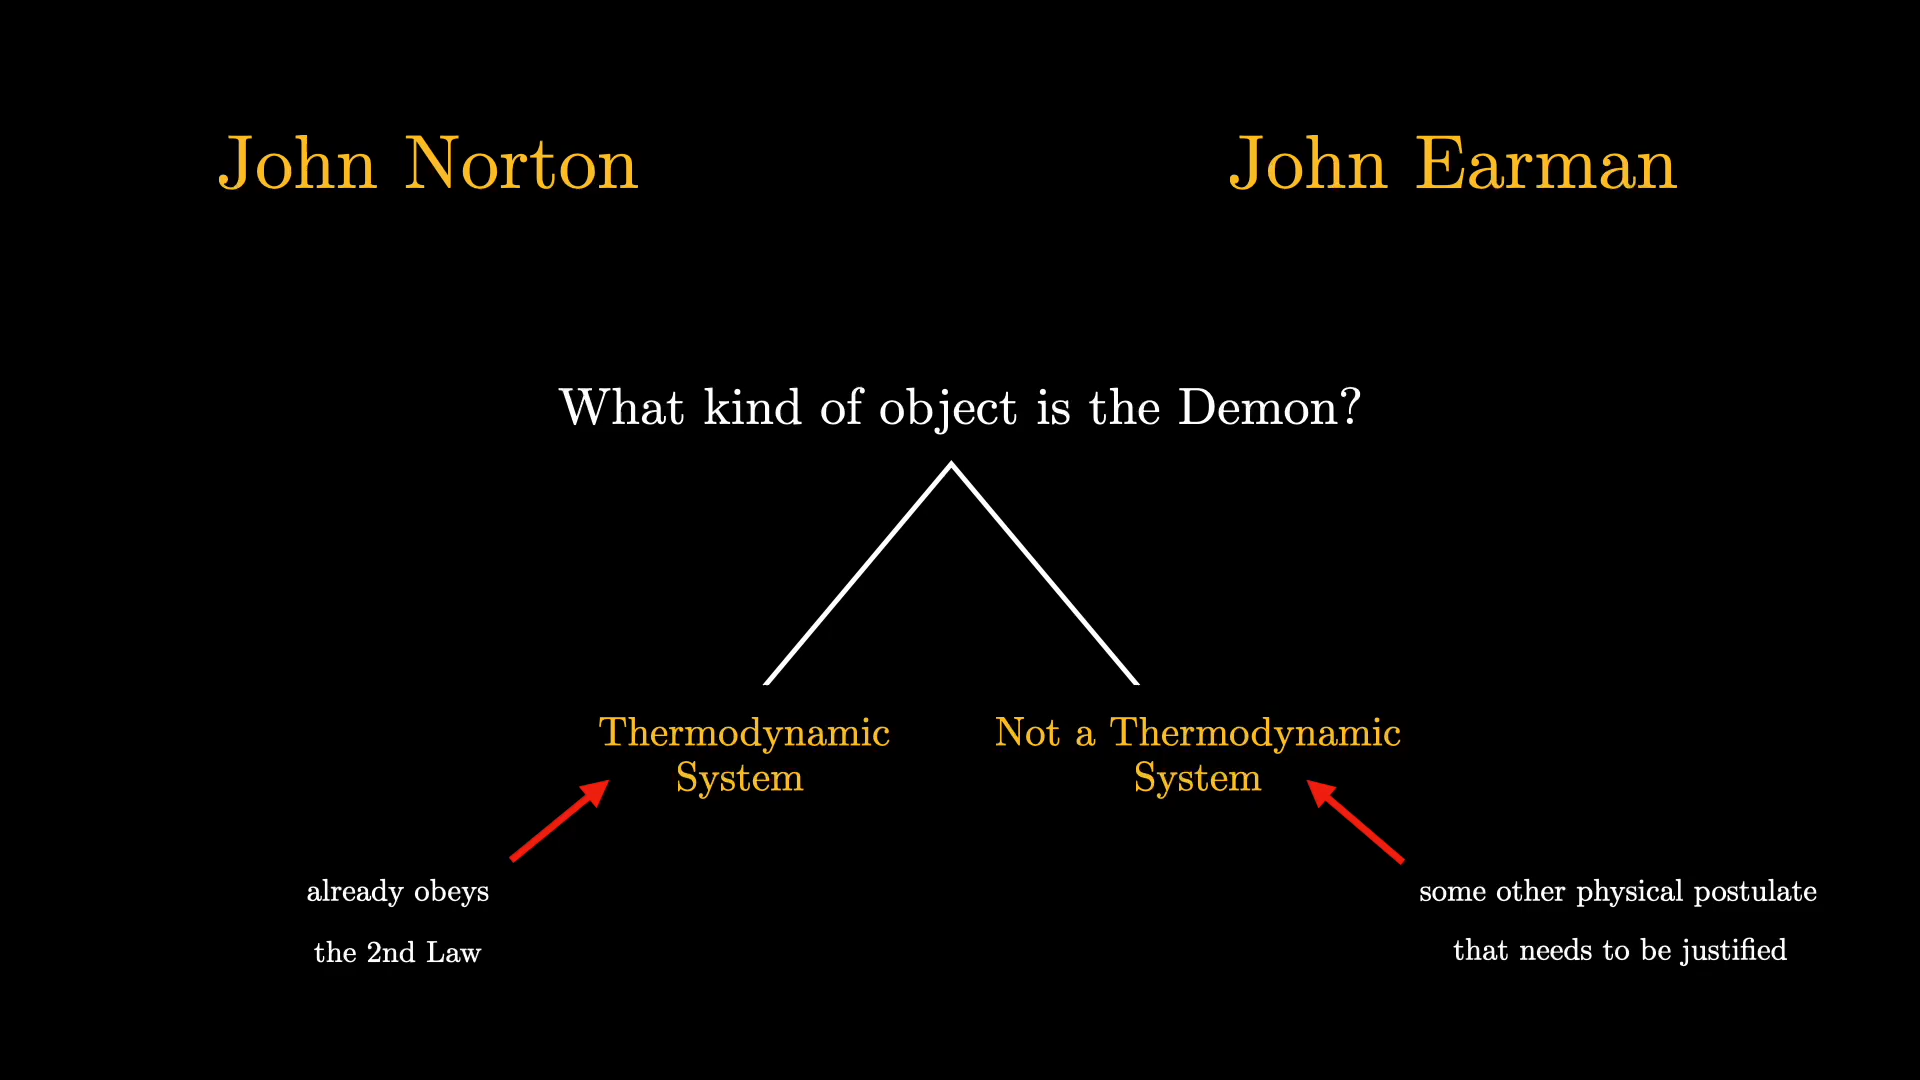 John Norton
John Earman
What kind of object is the Demon?
Thermodynamic
System
Not a Thermodynamic
System
already obeys
the 2nd Law
some other physical postulate
that needs to be justified